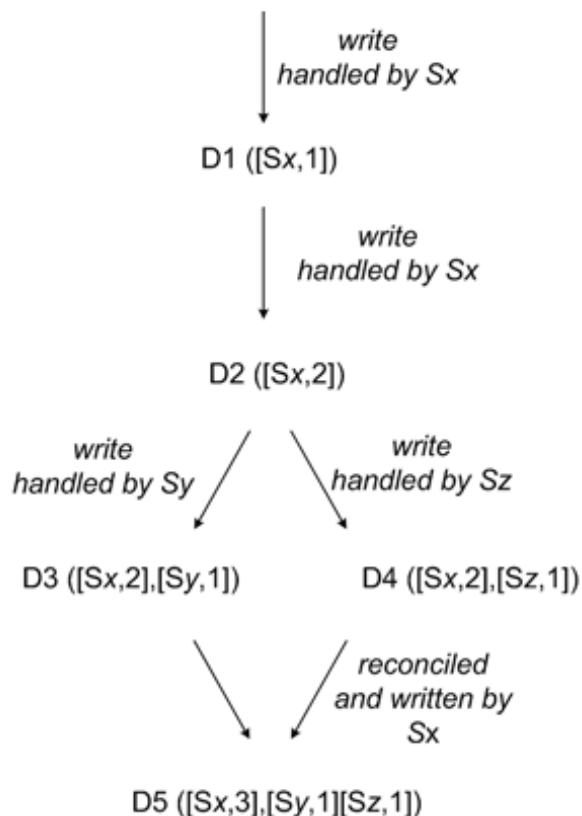 write
handled by Sx
D1 ([Sx,1])
write
handled by Sx
D2 ([Sx,2])
write
handled by Sy
write
handled by Sz
D3 ([Sx,2],[Sy,1])
D4 ([Sx,2],[Sz,1])
reconciled
and written by
Sx
D5 ([Sx,3],[Sy,1][Sz,1])